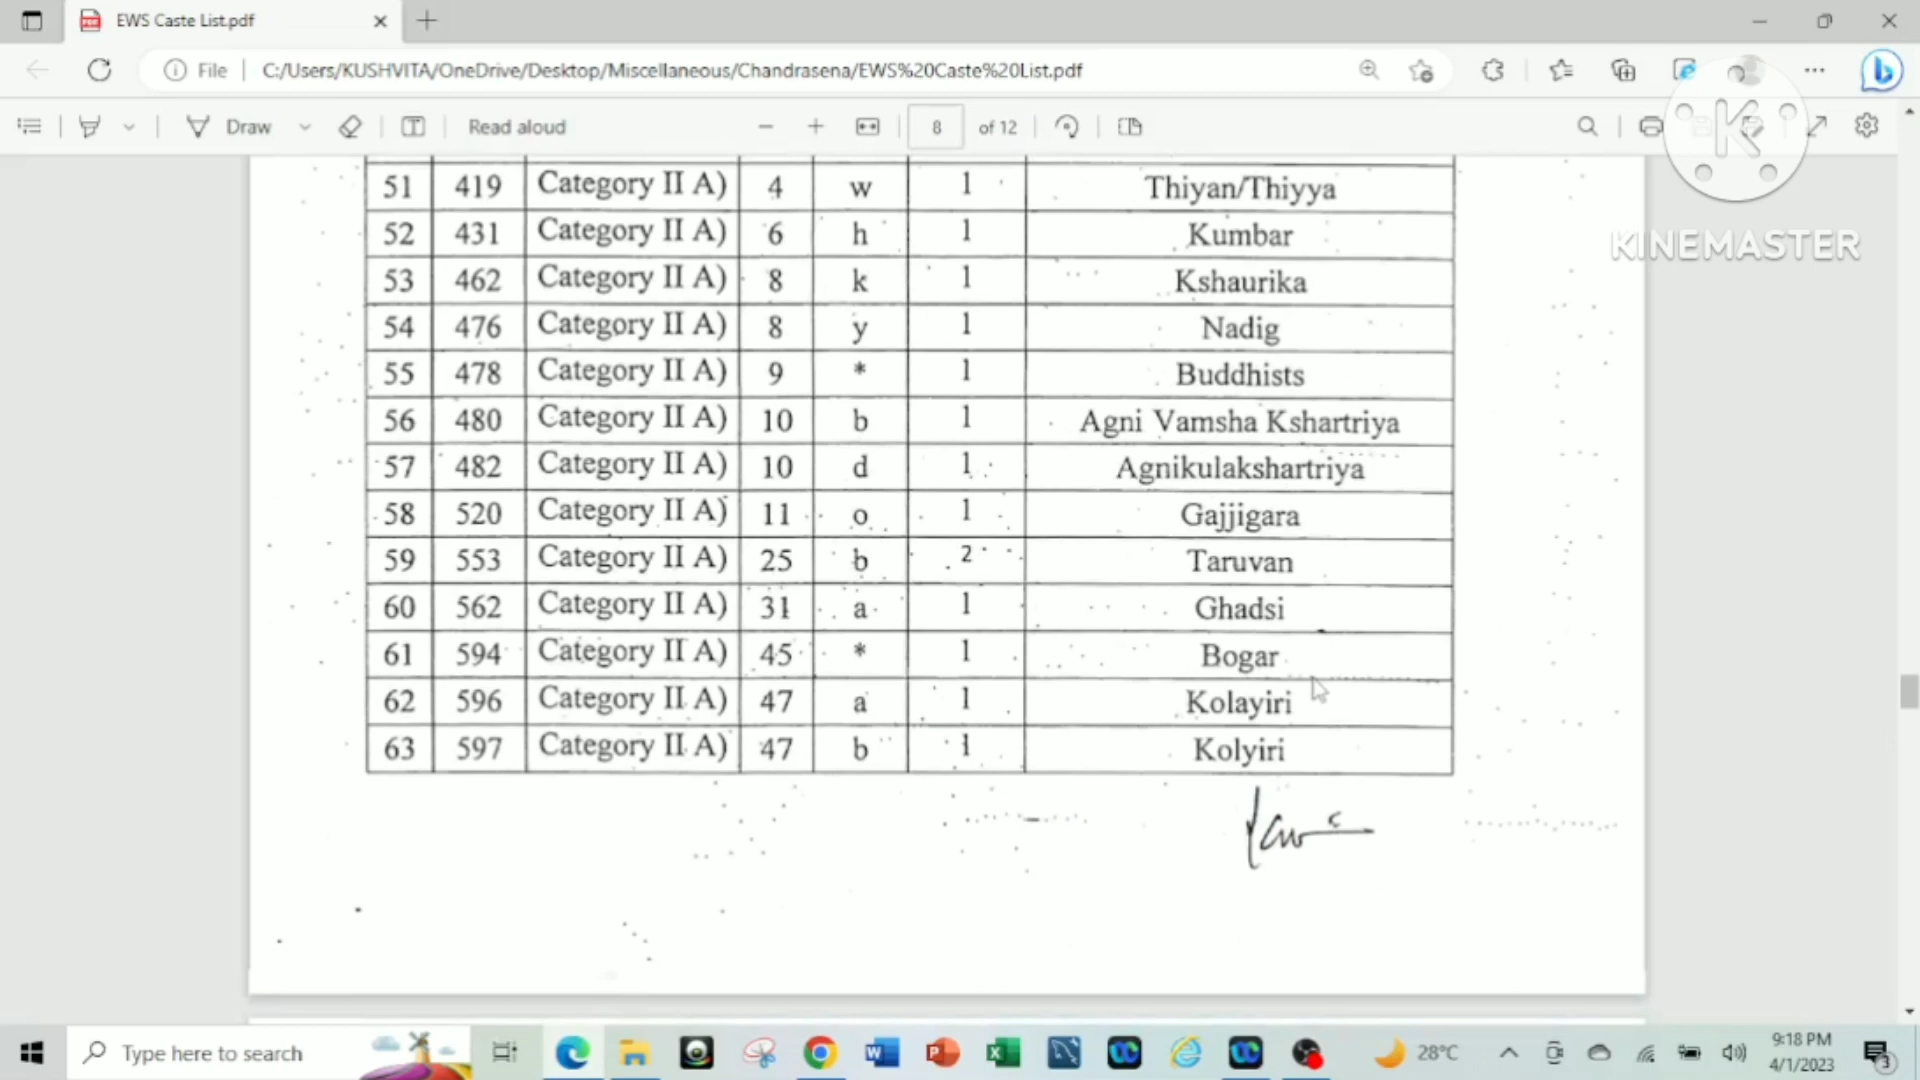 EWS Caste List.pdf
File
C:/Users/KUSHVITA/OneDrive/Desktop/Miscellaneous/Chandrasena/EWS%20Caste%20List.pdf
Draw
Read aloud
8 of 12
K
KINEMASTER
51 419 Category II A) 4 w 1 Thiyan/Thiyya
52 431 Category II A) 6 h 1 Kumbar
53 462 Category II A) 8 k 1 Kshaurika
54 476 Category II A) 8 y 1 Nadig
55 478 Category II A) 9 * 1 Buddhists
56 480 Category II A) 10 b 1 Agni Vamsha Kshartriya
57 482 Category II A) 10 d 1 Agnikulakshartriya
58 520 Category II A) 11 o 1 Gajjigara
59 553 Category II A) 25 b 2 Taruvan
60 562 Category II A) 31 a 1 Ghadsi
61 594 Category II A) 45 * 1 Bogar
62 596 Category II A) 47 a 1 Kolayiri
63 597 Category II A) 47 b 1 Kolyiri
Type here to search
28°C
9:18 PM
4/1/2023
3